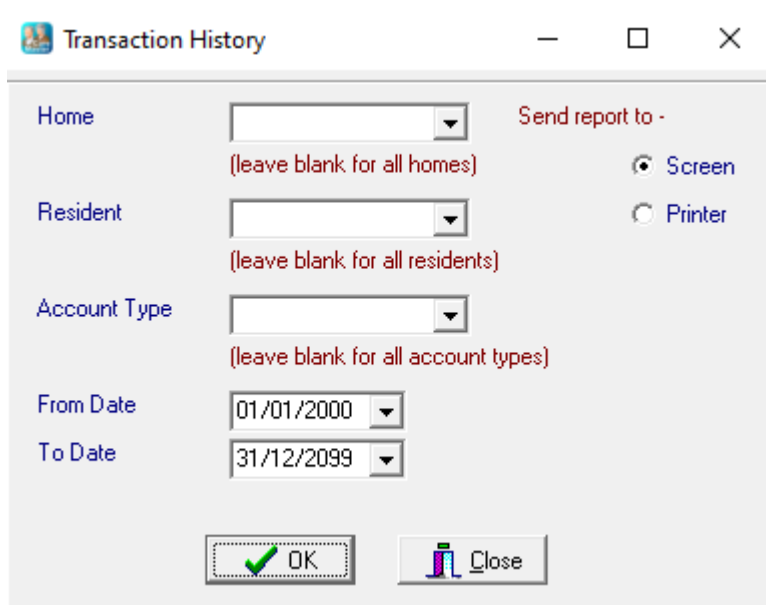 Transaction History
Home
Send report to -
(leave blank for all homes)
Screen
Resident
Printer
(leave blank for all residents)
Account Type
(leave blank for all account types)
From Date 01/01/2000
To Date 31/12/2099
OK Close